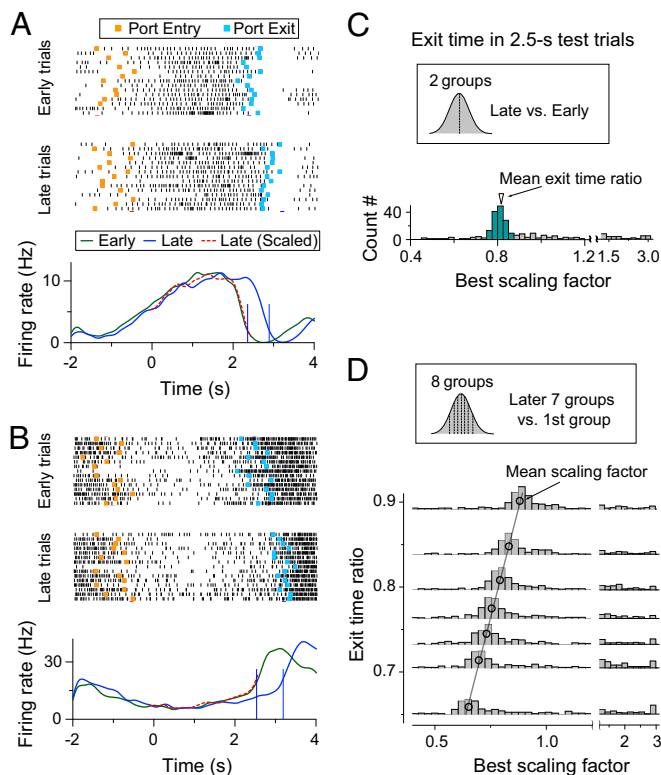 A
Port Entry Port Exit
Early trials
Late trials
Early Late Late (Scaled)
Firing rate (Hz)
10
0
-2 0 2 4
Time (s)
B
Early trials
Late trials
Firing rate (Hz)
30
0
-2 0 2 4
Time (s)
C
Exit time in 2.5-s test trials
2 groups
Late vs. Early
Mean exit time ratio
Count #
40
0
0.4 0.8 1.2 1.5 3.0
Best scaling factor
D
8 groups
Later 7 groups
vs. 1st group
Mean scaling factor
Exit time ratio
0.9
0.8
0.7
0.5 1.0 2 3
Best scaling factor